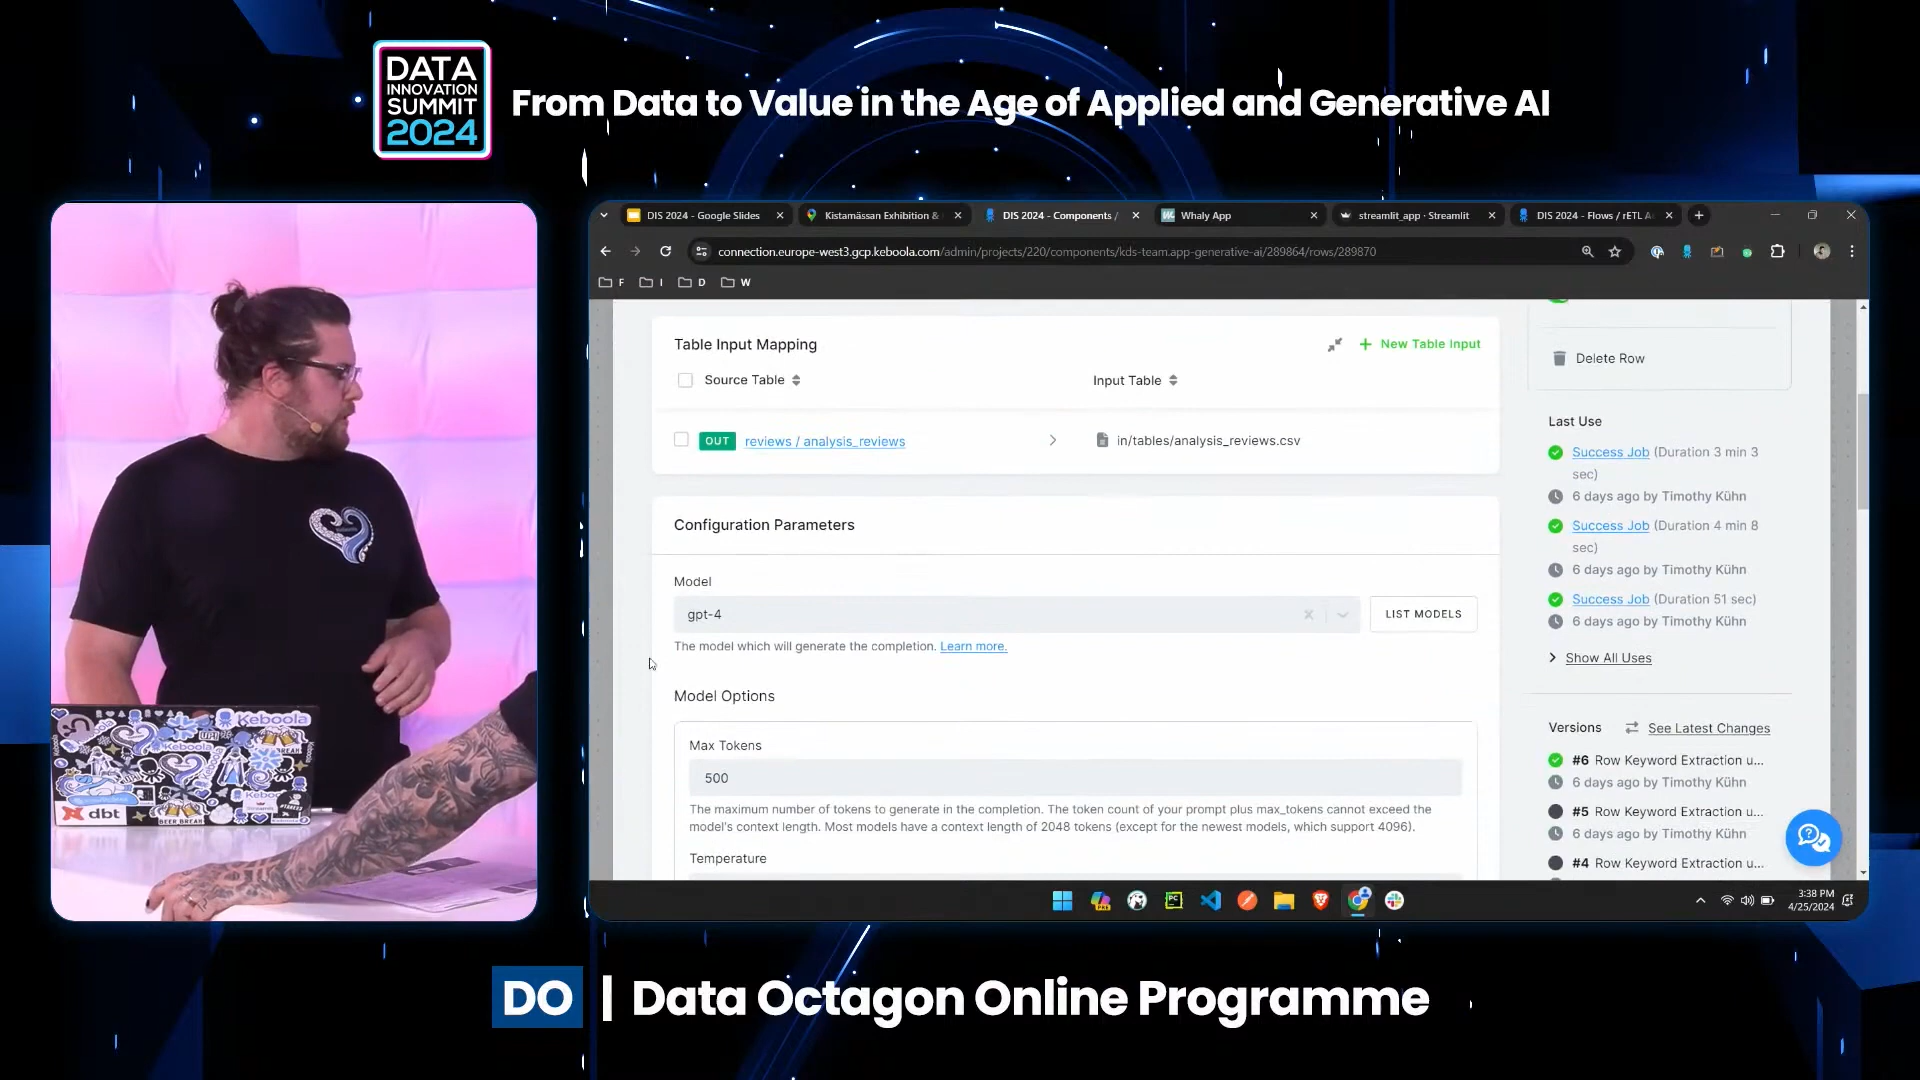 DATA
INNOVATION
SUMMIT
2024
From Data to Value in the Age of Applied and Generative AI
DIS 2024 - Google Slides
Kistamässan Exhibition &
DIS 2024 - Components /
Whaly App
streamlit_app · Streamlit
DIS 2024 - Flows / rETL A
connection.europe-west3.gcp.keboola.com/admin/projects/220/components/kds-team.app-generative-ai/289864/rows/289870
F
I
D
W
Table Input Mapping
New Table Input
Source Table
Input Table
OUT
reviews / analysis_reviews
in/tables/analysis_reviews.csv
Configuration Parameters
Model
gpt-4
LIST MODELS
The model which will generate the completion. Learn more.
Model Options
Max Tokens
500
The maximum number of tokens to generate in the completion. The token count of your prompt plus max_tokens cannot exceed the
model's context length. Most models have a context length of 2048 tokens (except for the newest models, which support 4096).
Temperature
Delete Row
Last Use
Success Job (Duration 3 min 3
sec)
6 days ago by Timothy Kühn
Success Job (Duration 4 min 8
sec)
6 days ago by Timothy Kühn
Success Job (Duration 51 sec)
6 days ago by Timothy Kühn
Show All Uses
Versions
See Latest Changes
#6 Row Keyword Extraction u...
6 days ago by Timothy Kühn
#5 Row Keyword Extraction u...
6 days ago by Timothy Kühn
#4 Row Keyword Extraction u...
3:38 PM
4/25/2024
Keboola
Keboola
dbt
BEER BREAK
DO | Data Octagon Online Programme